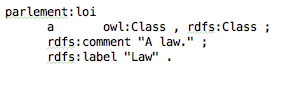 parlement:loi
a owl:Class , rdfs:Class ;
rdfs:comment "A law." ;
rdfs:label "Law" .